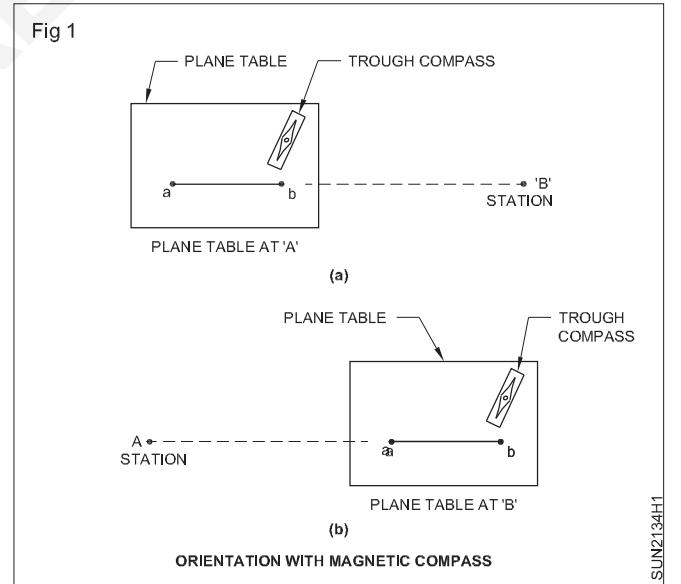 Fig 1
PLANE TABLE
TROUGH COMPASS
a
b
'B'
STATION
PLANE TABLE AT 'A'
(a)
PLANE TABLE
TROUGH
COMPASS
A
STATION
a
a
b
PLANE TABLE AT 'B'
(b)
ORIENTATION WITH MAGNETIC COMPASS
SUN2134H1